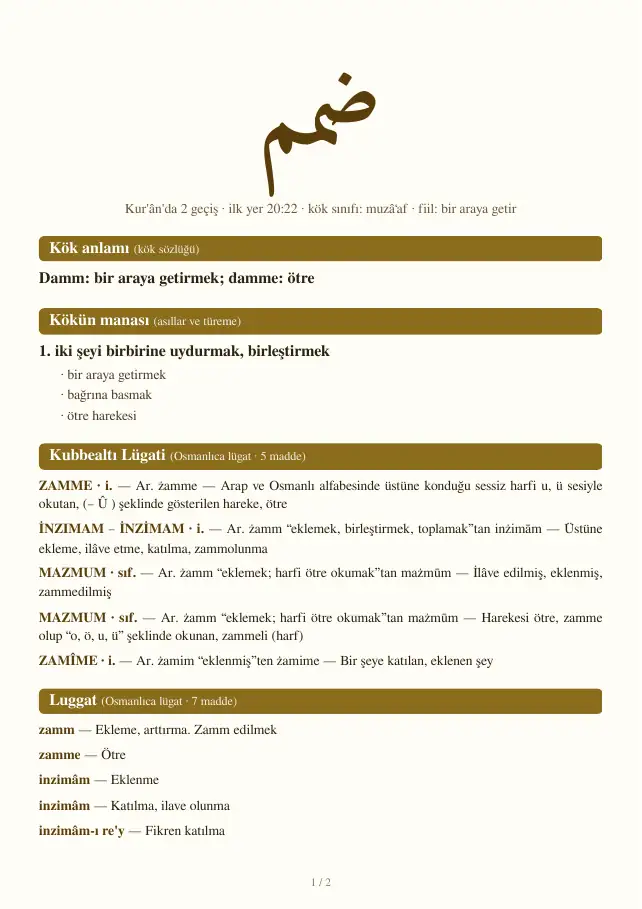 ضمم
Kur'ân'da 2 geçiş · ilk yer 20:22 · kök sınıfı: muzâʿaf · fiil: bir araya getir
Kök anlamı (kök sözlüğü)
Damm: bir araya getirmek; damme: ötre
Kökün manası (asıllar ve türeme)
1. iki şeyi birbirine uydurmak, birleştirmek
· bir araya getirmek
· bağrına basmak
· ötre harekesi
Kubbealtı Lügati (Osmanlıca lügat · 5 madde)
ZAMME · i. — Ar. żamme — Arap ve Osmanlı alfabesinde üstüne konduğu sessiz harfi u, ü sesiyle
okutan, (– Û ) şeklinde gösterilen hareke, ötre
İNZIMAM – İNZİMAM · i. — Ar. żamm “eklemek, birleştirmek, toplamak”tan inżimām — Üstüne
ekleme, ilâve etme, katılma, zammolunma
MAZMUM · sıf. — Ar. żamm “eklemek; harfi ötre okumak”tan mażmūm — İlâve edilmiş, eklenmiş,
zammedilmiş
MAZMUM · sıf. — Ar. żamm “eklemek; harfi ötre okumak”tan mażmūm — Harekesi ötre, zamme
olup “o, ö, u, ü” şeklinde okunan, zammeli (harf)
ZAMÎME · i. — Ar. żamіm “eklenmiş”ten żamіme — Bir şeye katılan, eklenen şey
Luggat (Osmanlıca lügat · 7 madde)
zamm — Ekleme, arttırma. Zamm edilmek
zamme — Ötre
inzimâm — Eklenme
inzimâm — Katılma, ilave olunma
inzimâm-ı re'y — Fikren katılma
1 / 2